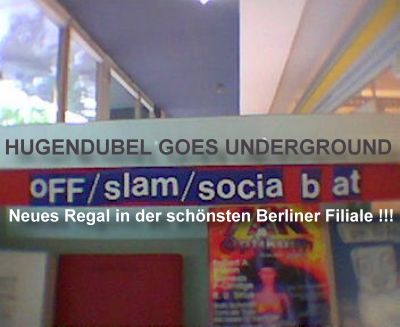 HUGENDUBEL GOES UNDERGROUND
oFF/slam/socia b at
Neues Regal in der schönsten Berliner Filiale !!!